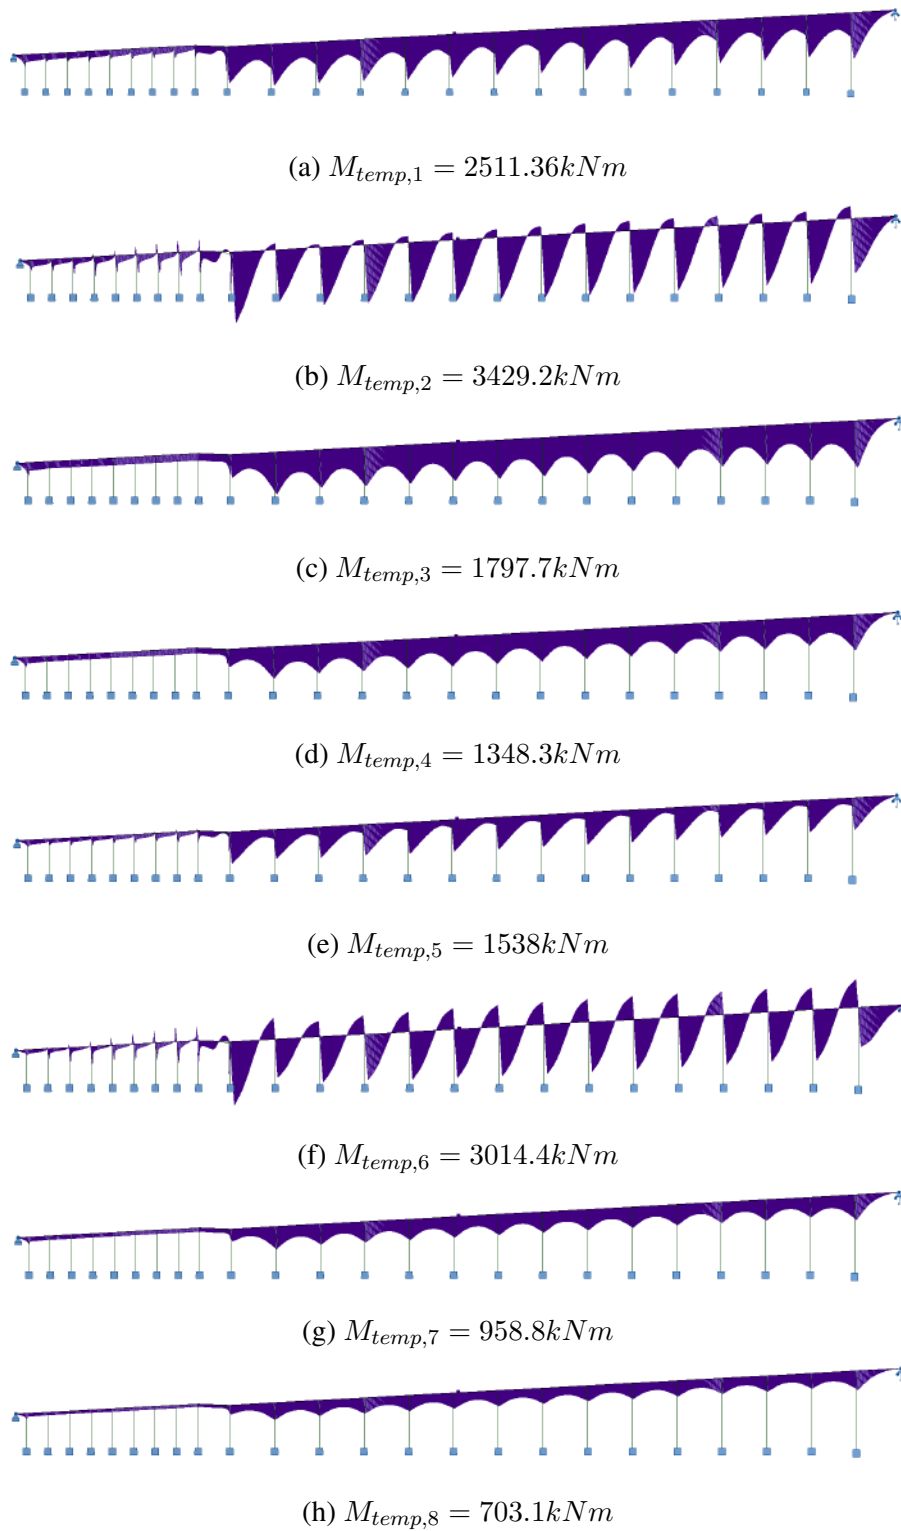 (a) M_{temp,1} = 2511.36kNm
(b) M_{temp,2} = 3429.2kNm
(c) M_{temp,3} = 1797.7kNm
(d) M_{temp,4} = 1348.3kNm
(e) M_{temp,5} = 1538kNm
(f) M_{temp,6} = 3014.4kNm
(g) M_{temp,7} = 958.8kNm
(h) M_{temp,8} = 703.1kNm